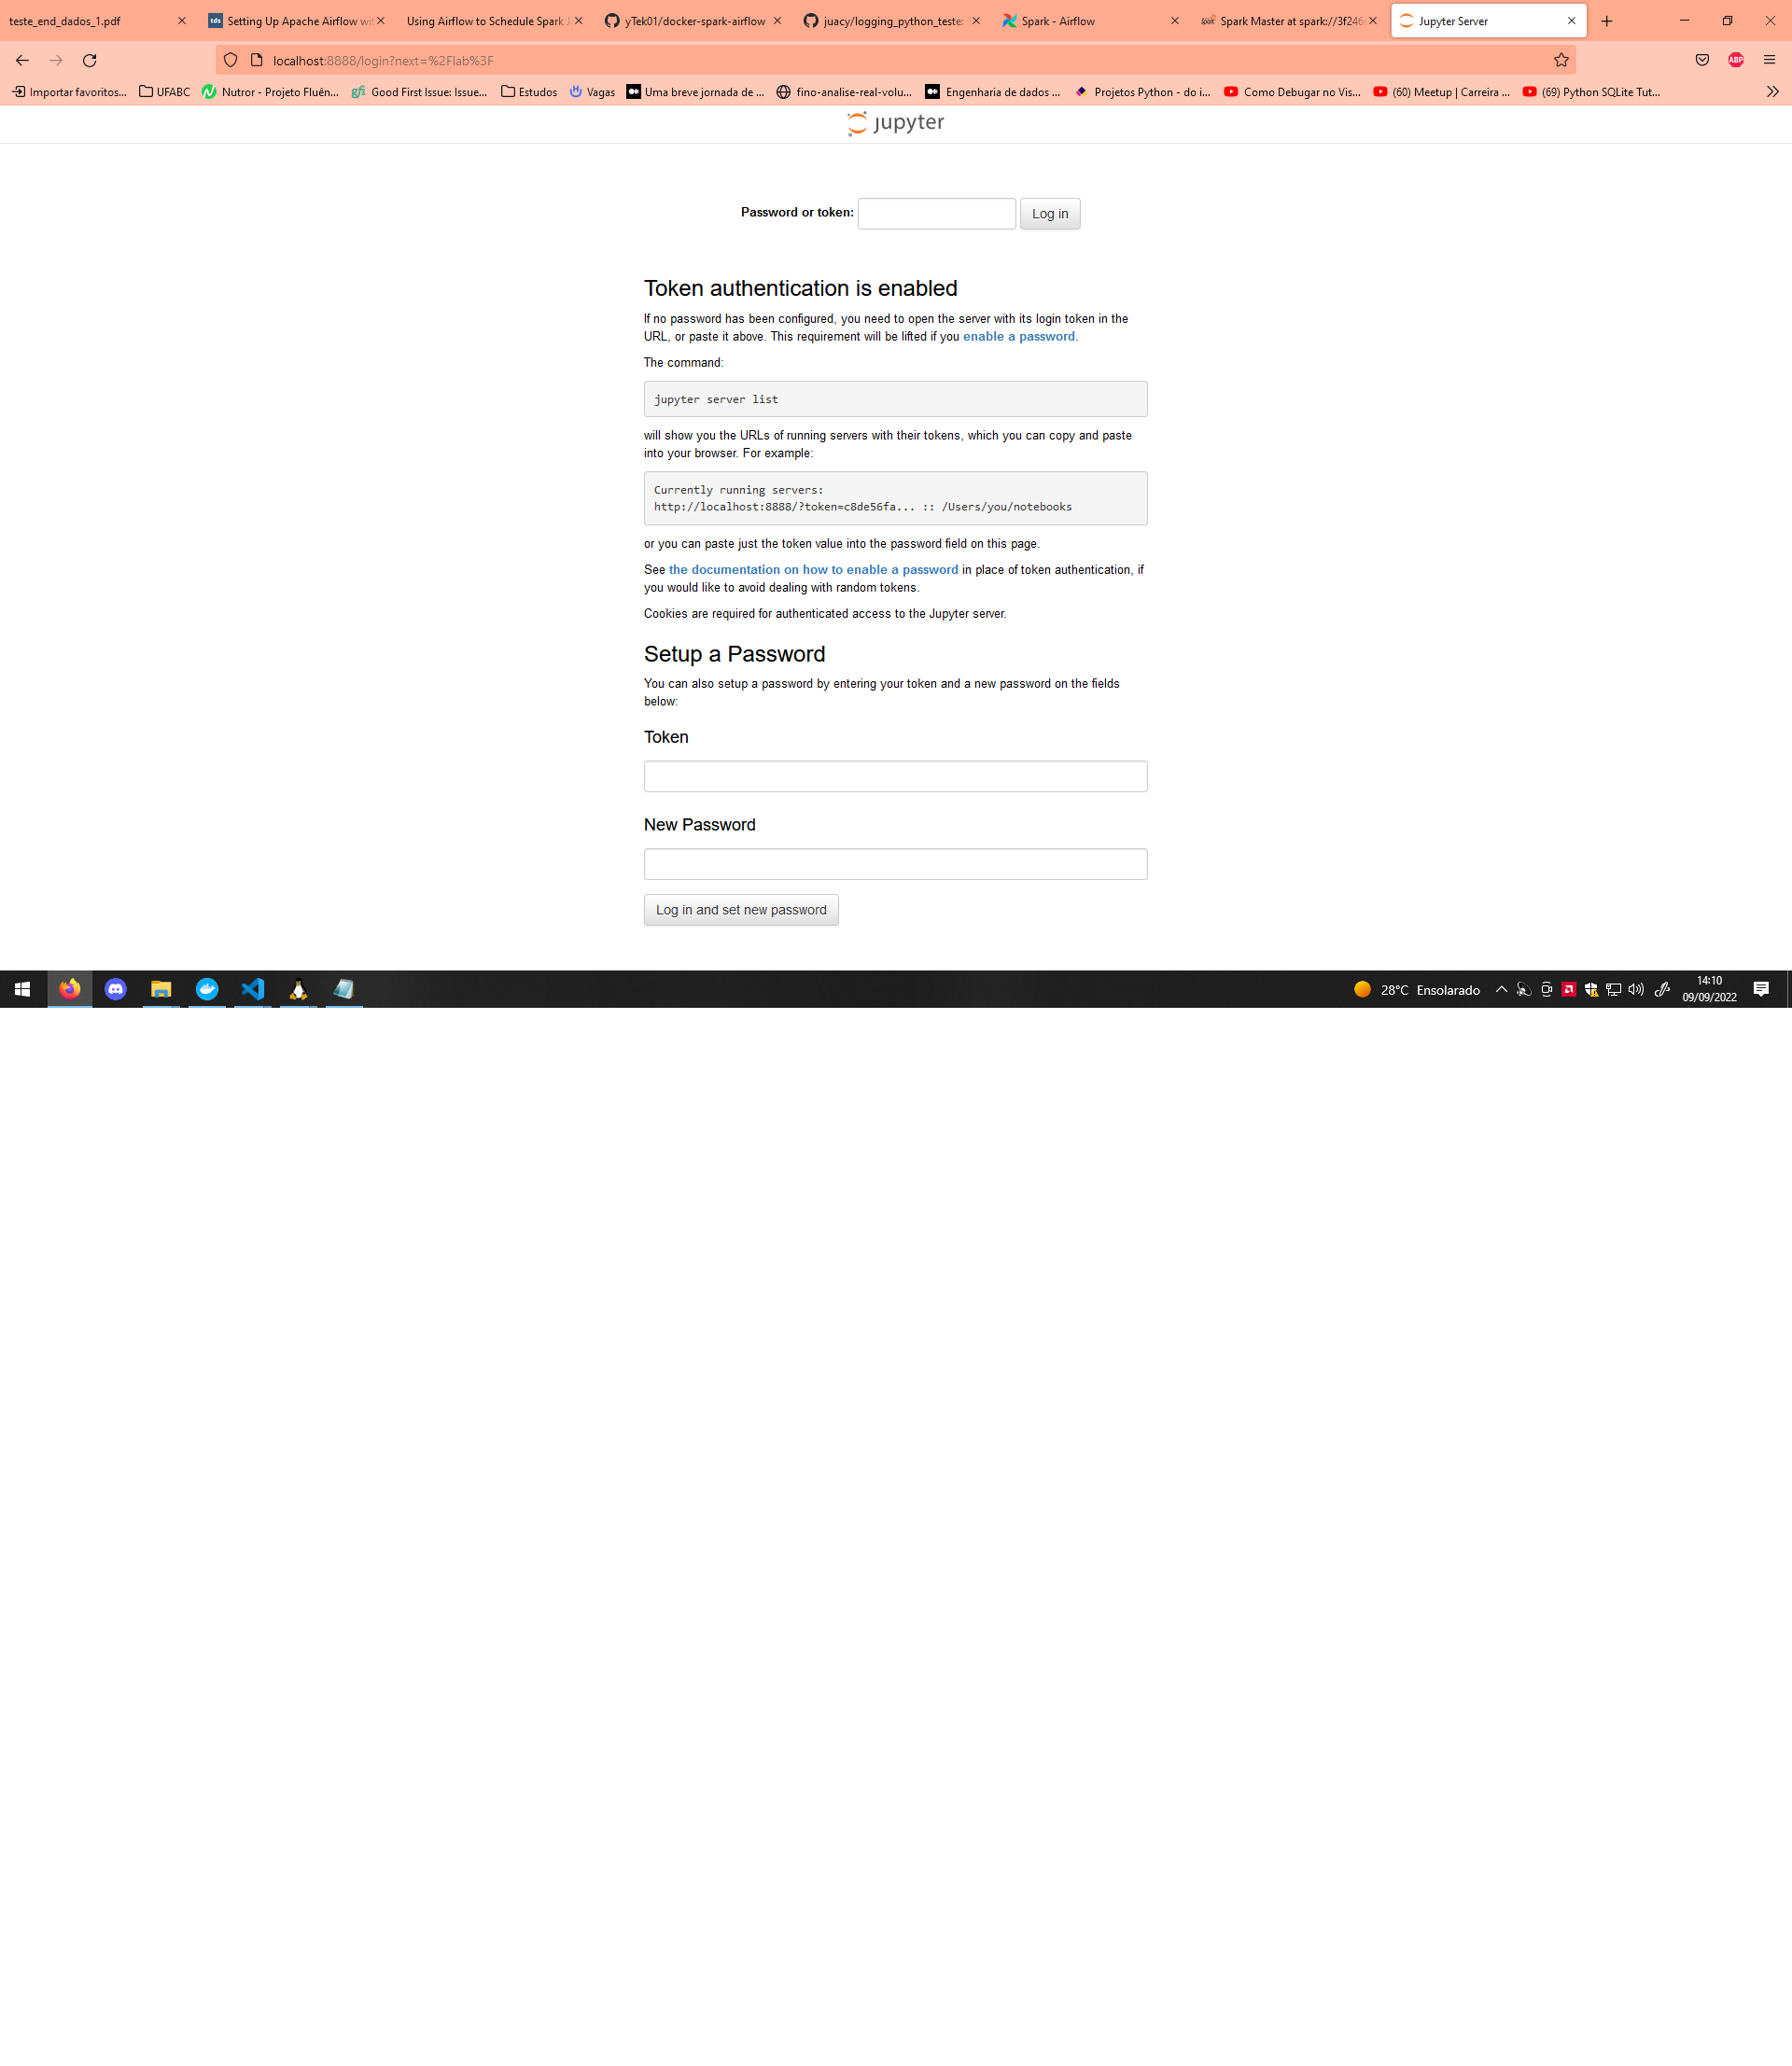 teste_end_dados_1.pdf
tds Setting Up Apache Airflow wi
Using Airflow to Schedule Spark J
yTek01/docker-spark-airflow
juacy/logging_python_teste
Spark - Airflow
Spark Master at spark://3f246
Jupyter Server
localhost:8888/login?next=%2Flab%3F
ABP
Importar favoritos...
UFABC
Nutror - Projeto Fluên...
gfi Good First Issue: Issue...
Estudos
Vagas
Uma breve jornada de ...
fino-analise-real-volu...
Engenharia de dados ...
Projetos Python - do i...
Como Debugar no Vis...
(60) Meetup | Carreira ...
(69) Python SQLite Tut...
jupyter
Password or token:
Log in
Token authentication is enabled
If no password has been configured, you need to open the server with its login token in the
URL, or paste it above. This requirement will be lifted if you enable a password.
The command:
jupyter server list
will show you the URLs of running servers with their tokens, which you can copy and paste
into your browser. For example:
Currently running servers:
http://localhost:8888/?token=c8de56fa... :: /Users/you/notebooks
or you can paste just the token value into the password field on this page.
See the documentation on how to enable a password in place of token authentication, if
you would like to avoid dealing with random tokens.
Cookies are required for authenticated access to the Jupyter server.
Setup a Password
You can also setup a password by entering your token and a new password on the fields
below:
Token
New Password
Log in and set new password
28°C Ensolarado
14:10
09/09/2022